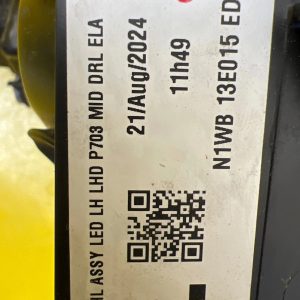 ASSY LED LH LHD P703 MID DRL ELA
21/Aug/2024
11h49
N1WB 13E015 ED